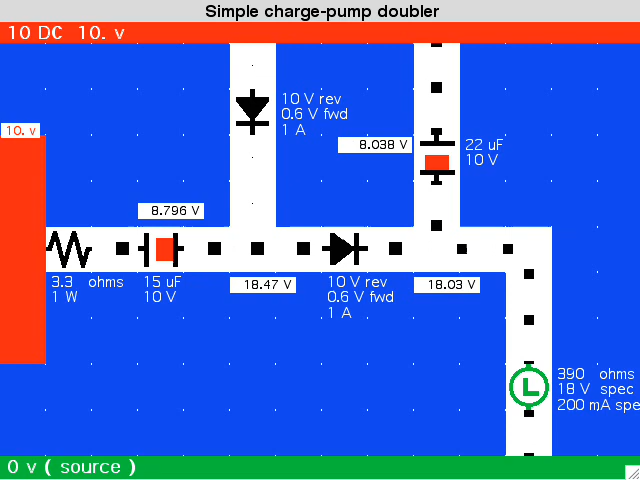 Simple charge-pump doubler
10 DC 10. v
10 V rev
0.6 V fwd
1 A
10. v
8.038 V
22 uF
10 V
8.796 V
3.3 ohms
1 W
15 uF
10 V
18.47 V
10 V rev
0.6 V fwd
1 A
18.03 V
L
390 ohms
18 V spec
200 mA spe
0 v ( source )